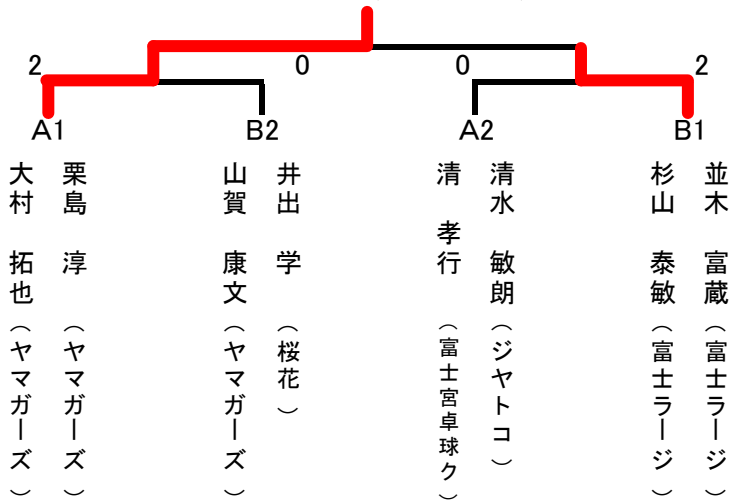 2 0 0 2
A1 B2 A2 B1
大村 拓也（ヤマガーズ）
栗島 淳（ヤマガーズ）
山賀 康文（ヤマガーズ）
井出 学（桜花）
清 孝行（富士宮卓球ク）
清水 敏朗（ジヤトコ）
杉山 泰敏（富士ラージ）
並木 富蔵（富士ラージ）